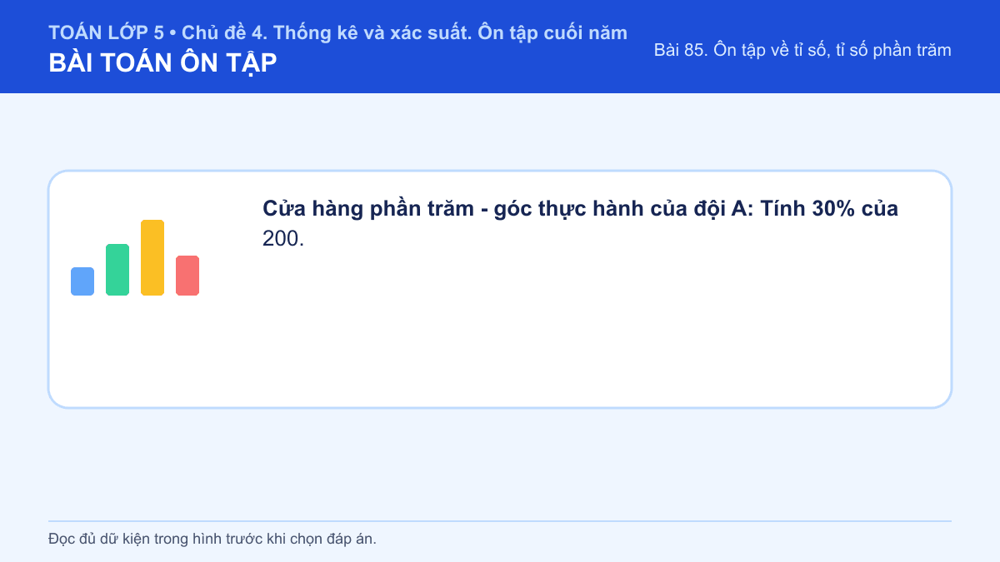 TOÁN LỚP 5 • Chủ đề 4. Thống kê và xác suất. Ôn tập cuối năm
BÀI TOÁN ÔN TẬP
Bài 85. Ôn tập về tỉ số, tỉ số phần trăm
Cửa hàng phần trăm - góc thực hành của đội A: Tính 30% của
200.
Đọc đủ dữ kiện trong hình trước khi chọn đáp án.